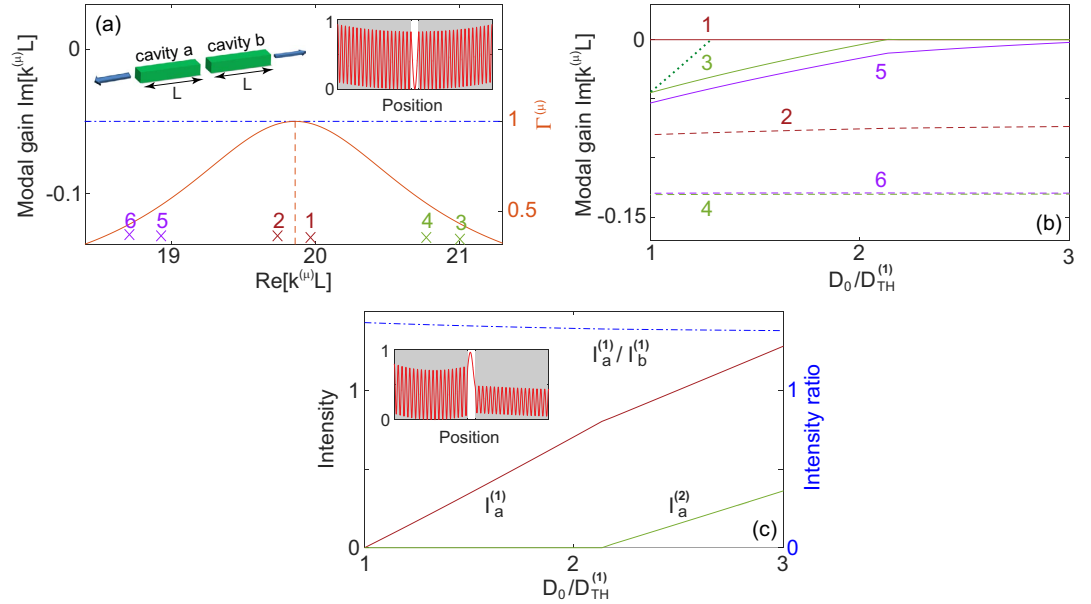 (a)
cavity a
cavity b
L
L
1
0
Position
0
-0.1
Modal gain Im[k⁽ᵘ⁾L]
1
0.5
Γ⁽ᵘ⁾
6 5 2 1 4 3
19 20 21
Re[k⁽ᵘ⁾L]
0
-0.15
Modal gain Im[k⁽ᵘ⁾L]
1
3
5
2
6
4
(b)
1 2 3
D₀/D_TH⁽¹⁾
1
0
Intensity
1
0
Position
I_a⁽¹⁾ / I_b⁽¹⁾
I_a⁽¹⁾
I_a⁽²⁾
(c)
1
0
Intensity ratio
1 2 3
D₀/D_TH⁽¹⁾